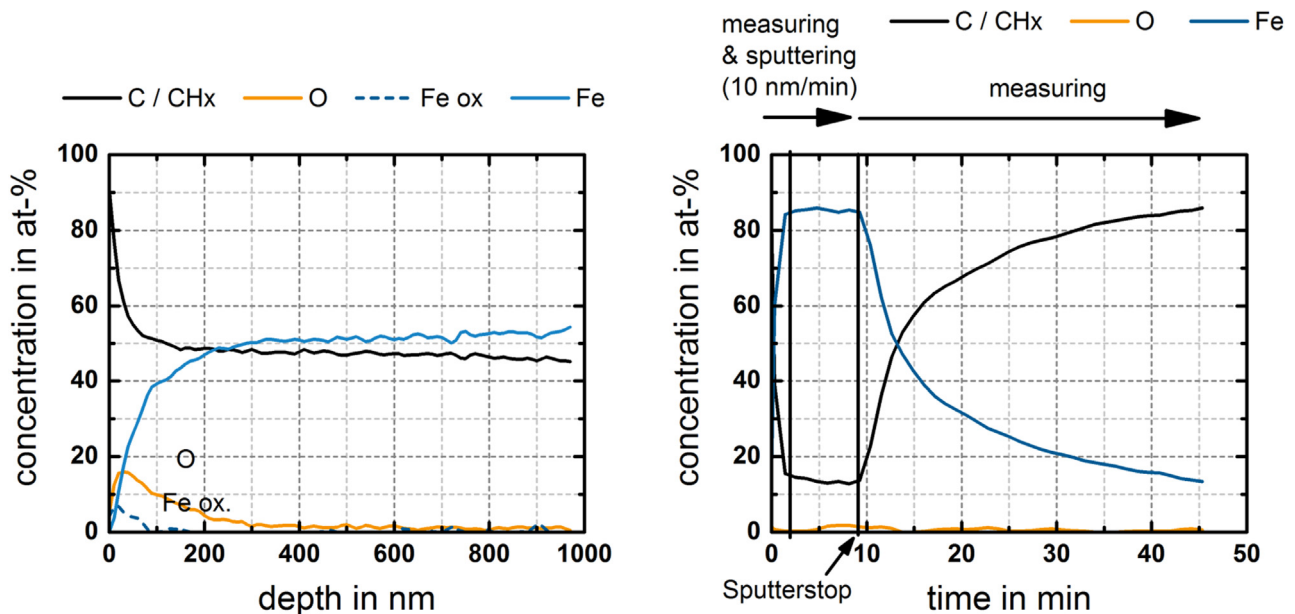 C / CHx O Fe ox Fe
concentration in at-%
100
80
60
40
20
0
O
Fe ox.
0 200 400 600 800 1000
depth in nm
C / CHx O Fe
measuring
& sputtering
(10 nm/min)
measuring
concentration in at-%
100
80
60
40
20
0
0 10 20 30 40 50
Sputterstop
time in min